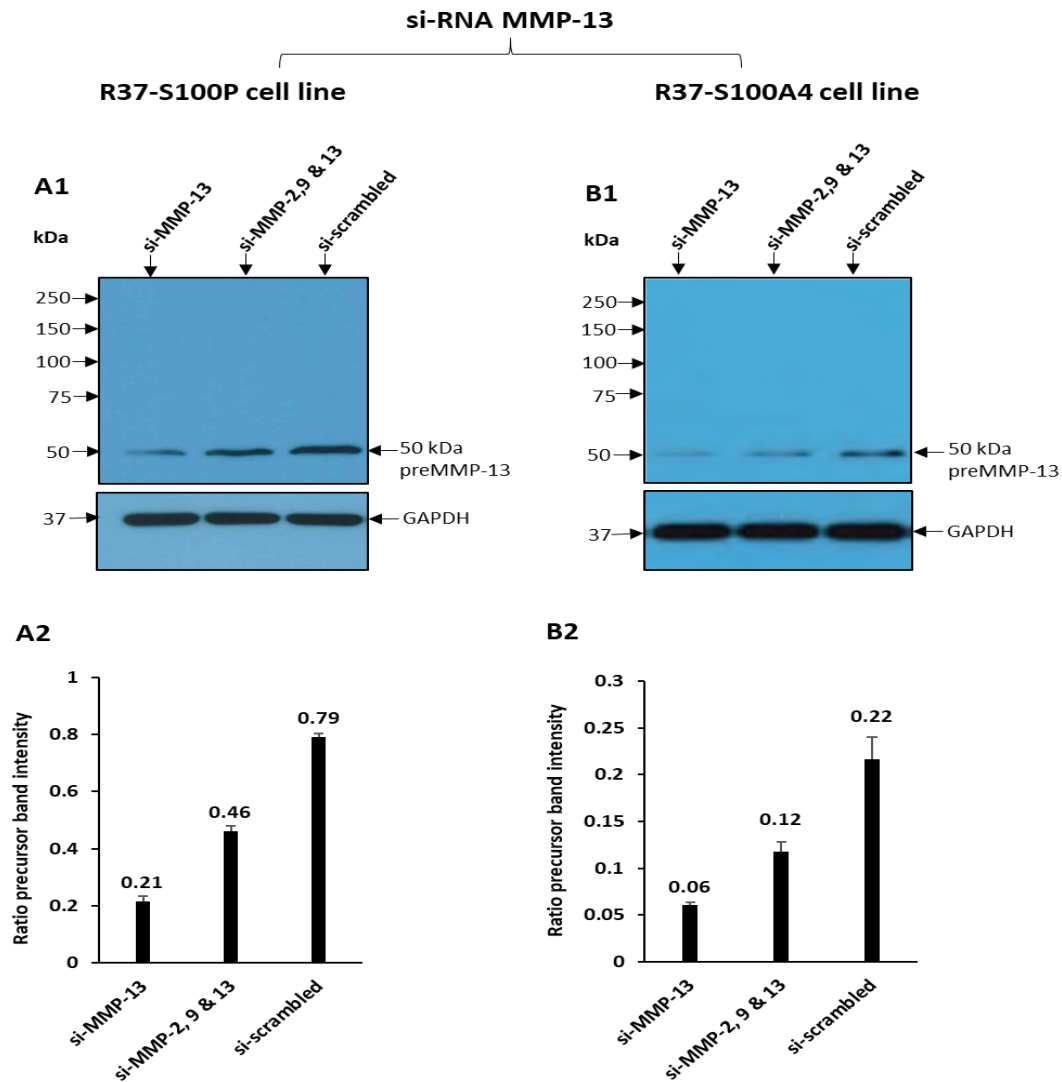 si-RNA MMP-13
R37-S100P cell line
R37-S100A4 cell line
A1
kDa
si-MMP-13
si-MMP-2,9 & 13
si-scrambled
250
150
100
75
50
50 kDa
preMMP-13
37
GAPDH
B1
kDa
si-MMP-13
si-MMP-2,9 & 13
si-scrambled
250
150
100
75
50
50 kDa
preMMP-13
37
GAPDH
A2
Ratio precursor band intensity
1
0.8
0.6
0.4
0.2
0
0.21
0.46
0.79
si-MMP-13
si-MMP-2, 9 & 13
si-scrambled
B2
Ratio precursor band intensity
0.3
0.25
0.2
0.15
0.1
0.05
0
0.06
0.12
0.22
si-MMP-13
si-MMP-2, 9 & 13
si-scrambled